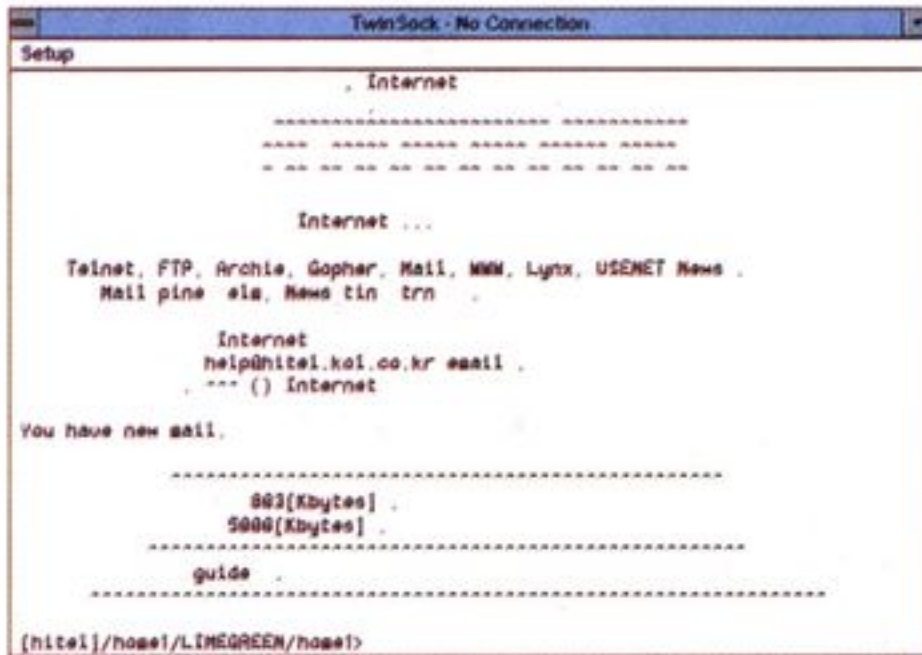 TwinSock - No Connection
Setup
. Internet
~~~~~~~~~~~~~~~~~~~~~~~~ ~~~~~~~~~~~
~~~~ ~~~~~ ~~~~~ ~~~~~ ~~~~~~ ~~~~~
~ ~~ ~~ ~~ ~~ ~~ ~~ ~~ ~~ ~~ ~~ ~~ ~~
Internet ...
Telnet, FTP, Archie, Gopher, Mail, WWW, Lynx, USENET News .
Mail pine elm, News tin trn .
Internet
help@hitel.kol.co.kr email .
. ~~~ () Internet
You have new mail.
------------------------------------------------
803[Kbytes] .
5000[Kbytes] .
----------------------------------------------------
guide .
----------------------------------------------------------------
[hitel]/home1/LIMEGREEN/home1>